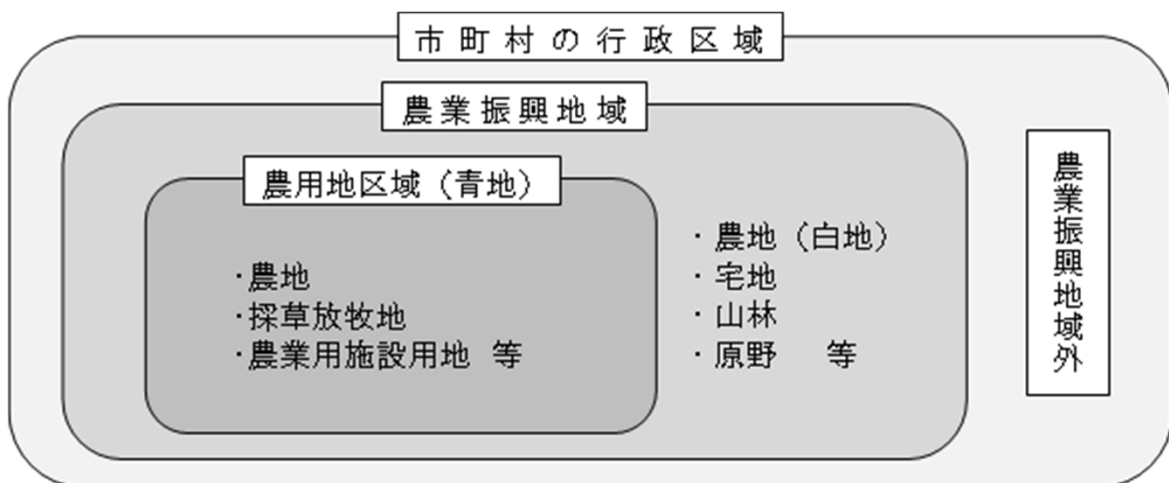 市町村の行政区域
農業振興地域
農用地区域（青地）
・農地
・採草放牧地
・農業用施設用地 等
・農地（白地）
・宅地
・山林
・原野 等
農業振興地域外